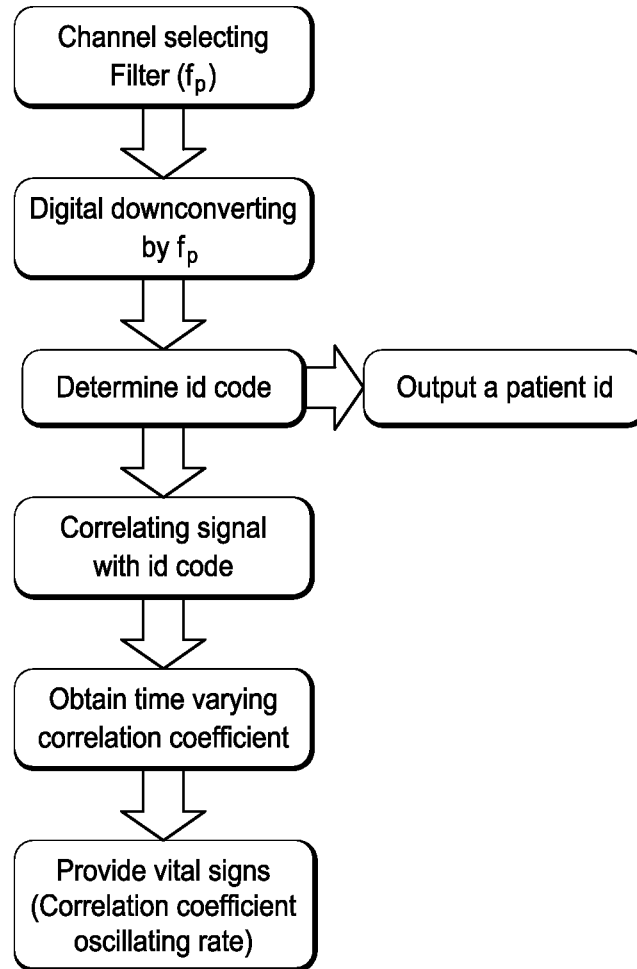 Channel selecting
Filter (fp)
Digital downconverting
by fp
Determine id code
Output a patient id
Correlating signal
with id code
Obtain time varying
correlation coefficient
Provide vital signs
(Correlation coefficient
oscillating rate)